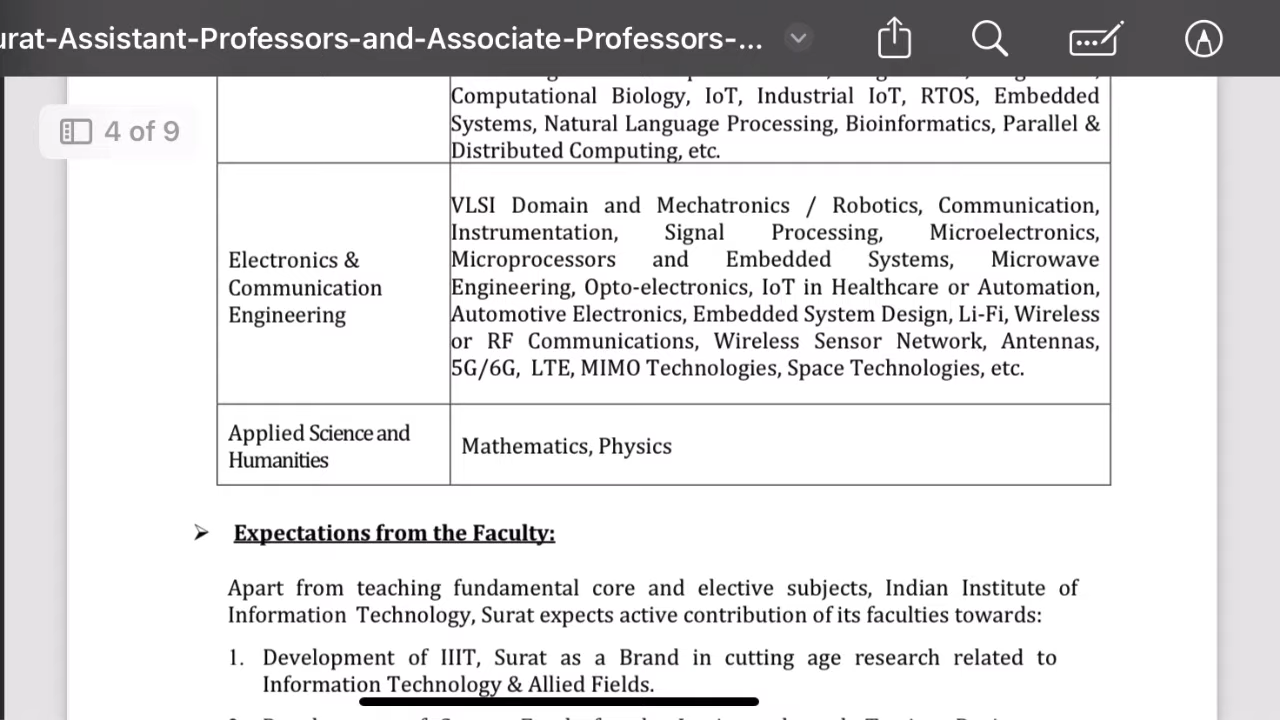 urat-Assistant-Professors-and-Associate-Professors-...
4 of 9
Computational Biology, IoT, Industrial IoT, RTOS, Embedded
Systems, Natural Language Processing, Bioinformatics, Parallel &
Distributed Computing, etc.
Electronics &
Communication
Engineering
VLSI Domain and Mechatronics / Robotics, Communication,
Instrumentation, Signal Processing, Microelectronics,
Microprocessors and Embedded Systems, Microwave
Engineering, Opto-electronics, IoT in Healthcare or Automation,
Automotive Electronics, Embedded System Design, Li-Fi, Wireless
or RF Communications, Wireless Sensor Network, Antennas,
5G/6G, LTE, MIMO Technologies, Space Technologies, etc.
Applied Science and
Humanities
Mathematics, Physics
➢ Expectations from the Faculty:
Apart from teaching fundamental core and elective subjects, Indian Institute of
Information Technology, Surat expects active contribution of its faculties towards:
1. Development of IIIT, Surat as a Brand in cutting age research related to
Information Technology & Allied Fields.